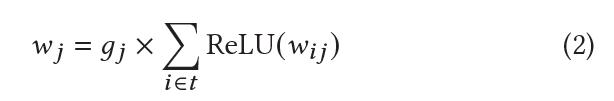 w_j = g_j × ∑_{i∈t} ReLU(w_{ij}) (2)